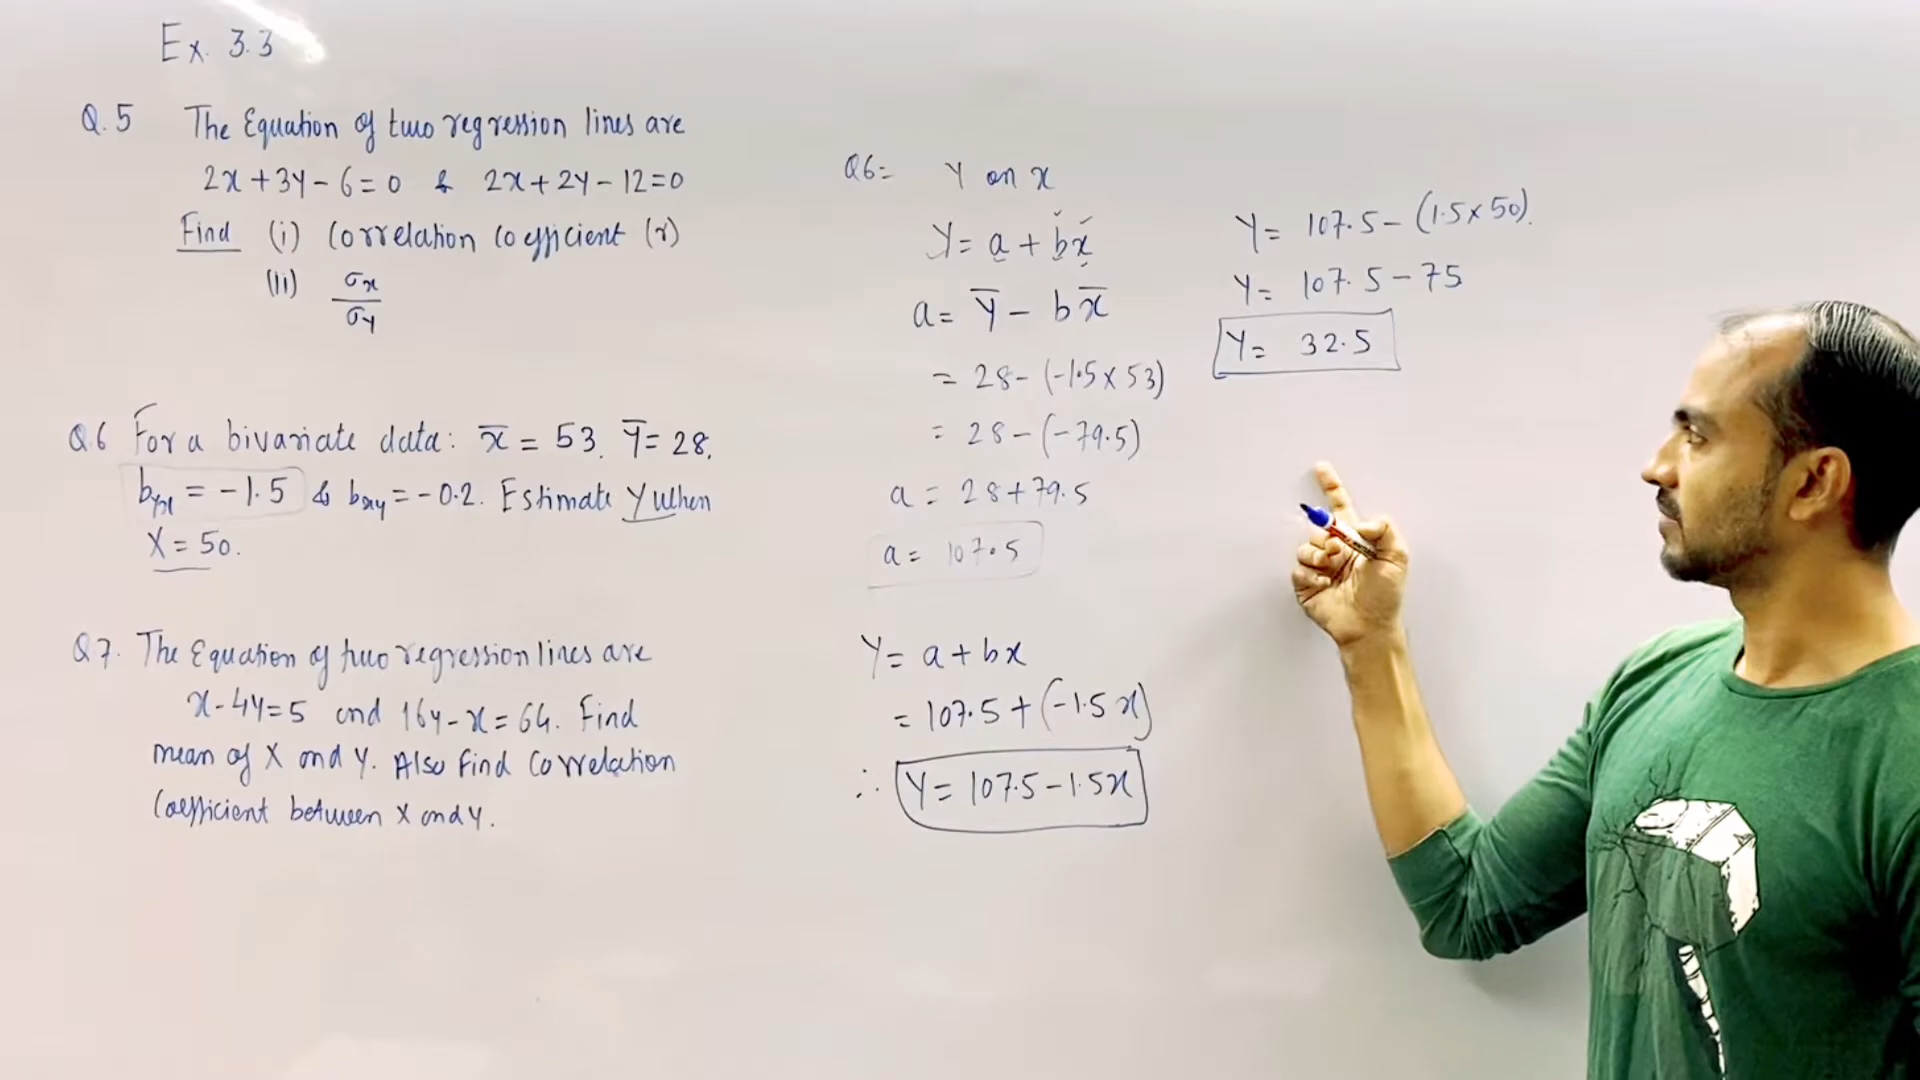 Ex. 3.3
Q.5 The Equation of two regression lines are
2x + 3y - 6 = 0 & 2x + 2y - 12 = 0
Find (i) Correlation Coefficient (r)
(ii) σx/σy
Q.6 For a bivariate data: x̄ = 53, ȳ = 28,
byx = -1.5 & bxy = -0.2. Estimate Y when
X = 50.
Q7. The Equation of two regression lines are
x - 4y = 5 and 16y - x = 64. Find
mean of X and Y. Also find Correlation
Coefficient between X and Y.
Q6= Y on x
Y = a + bx
a = ȳ - bx̄
= 28 - (-1.5 x 53)
= 28 - (-79.5)
a = 28 + 79.5
a = 107.5
Y = a + bx
= 107.5 + (-1.5x)
∴ Y = 107.5 - 1.5x
Y = 107.5 - (1.5 x 50).
Y = 107.5 - 75
Y = 32.5